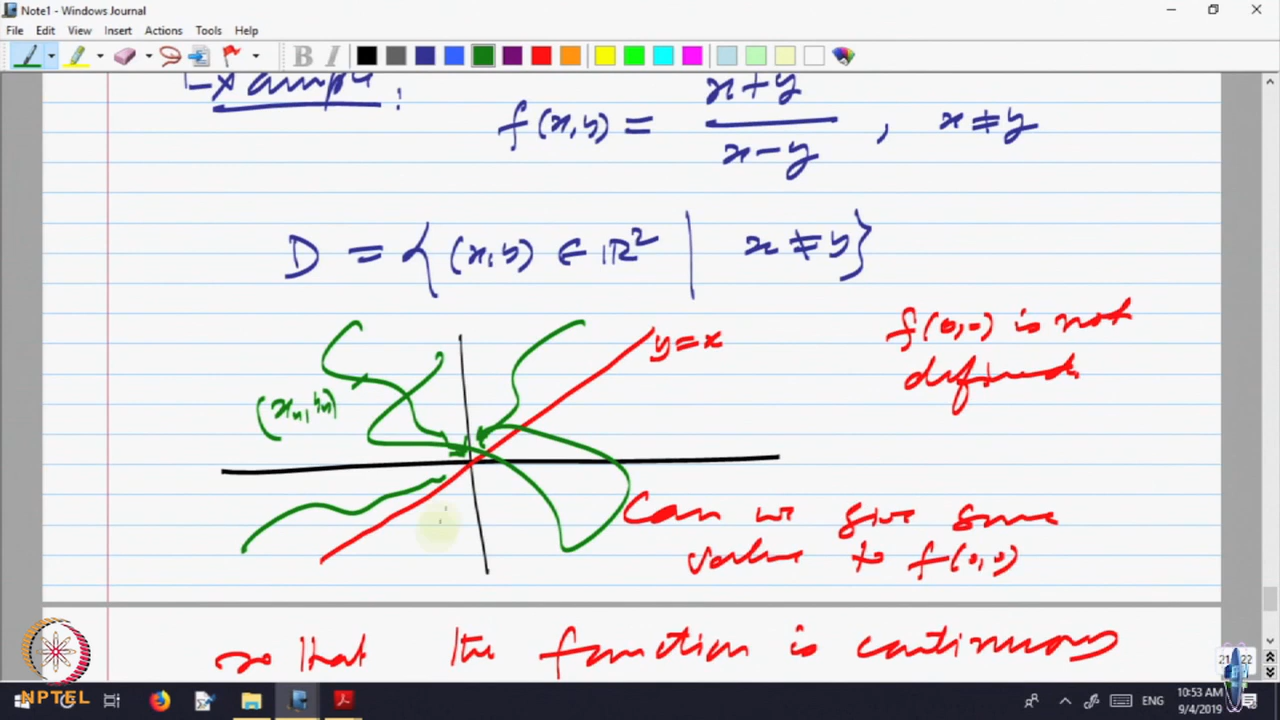 Note1 - Windows Journal
File Edit View Insert Actions Tools Help
B I
Example :
f(x,y) = x+y / x-y , x≠y
D = { (x,y) ∈ ℝ² | x≠y }
y=x
(xₙ, yₙ)
f(0,0) is not
defined.
Can we give some
value to f(0,0)
so that the function is continuous
NPTEL
ENG
10:53 AM
9/4/2019